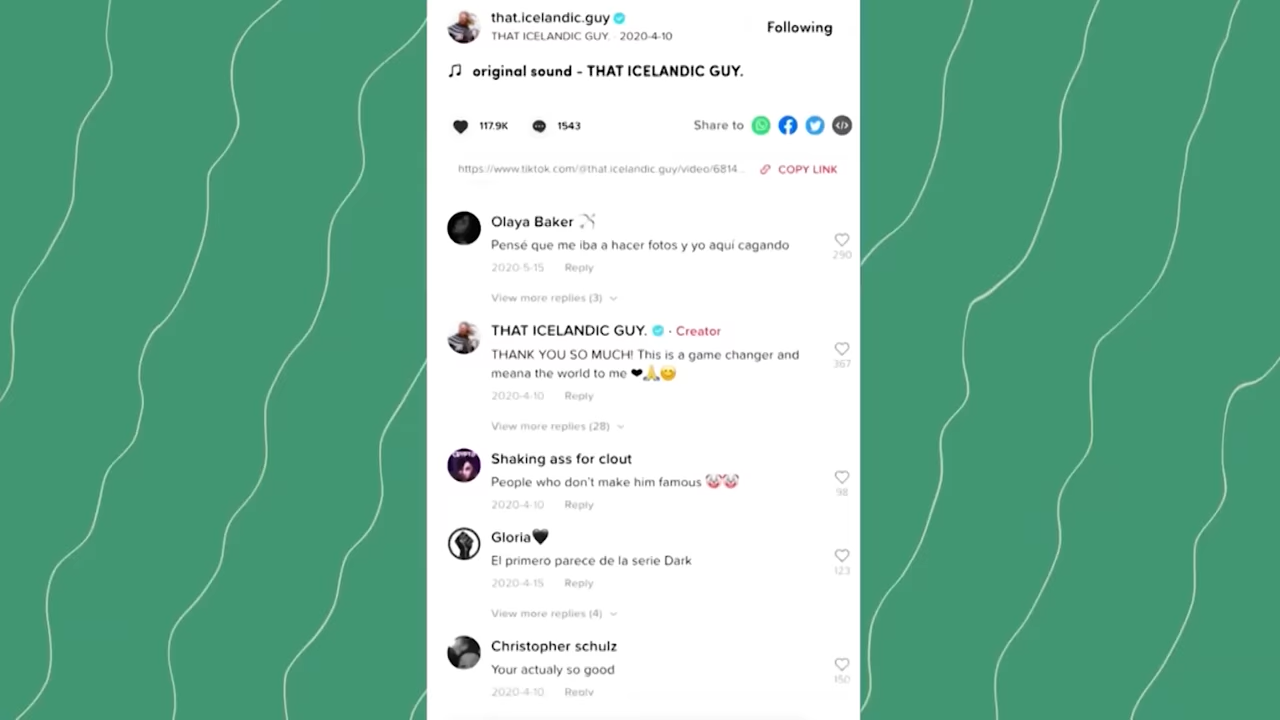 that.icelandic.guy
THAT ICELANDIC GUY. · 2020-4-10
Following
original sound - THAT ICELANDIC GUY.
117.9K
1543
Share to
https://www.tiktok.com/@that.icelandic.guy/video/6814...
COPY LINK
Olaya Baker
Pensé que me iba a hacer fotos y yo aquí cagando
290
2020-5-15 Reply
View more replies (3)
THAT ICELANDIC GUY. · Creator
THANK YOU SO MUCH! This is a game changer and
meana the world to me ❤🙏😊
367
2020-4-10 Reply
View more replies (28)
Shaking ass for clout
People who don't make him famous 🤡🤡
98
2020-4-10 Reply
Gloria🖤
El primero parece de la serie Dark
123
2020-4-15 Reply
View more replies (4)
Christopher schulz
Your actualy so good
150
2020-4-10 Reply